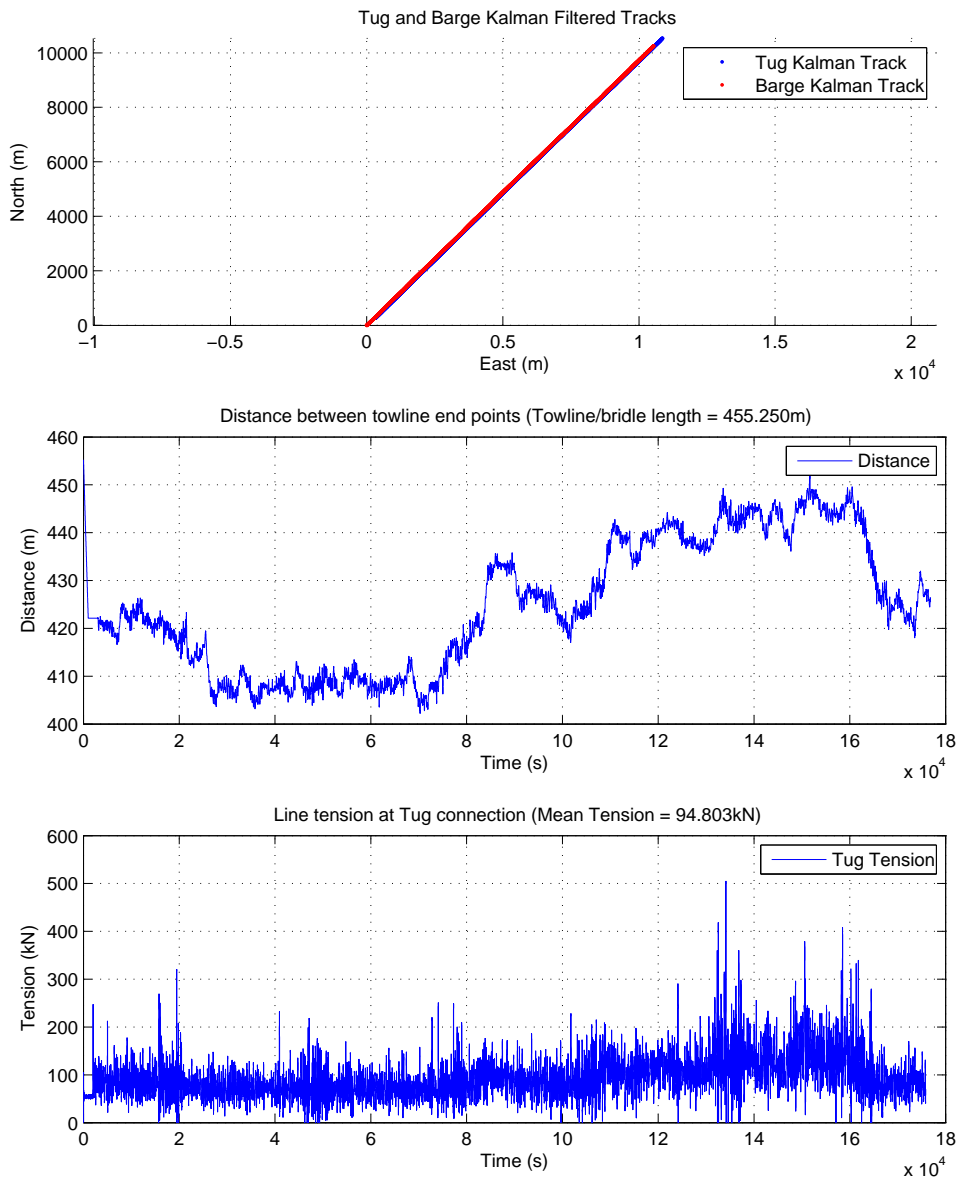 Tug and Barge Kalman Filtered Tracks
10000
8000
6000
4000
2000
0
North (m)
Tug Kalman Track
Barge Kalman Track
−1 −0.5 0 0.5 1 1.5 2
East (m)
x 10^4
Distance between towline end points (Towline/bridle length = 455.250m)
460
450
440
430
420
410
400
Distance (m)
Distance
0 2 4 6 8 10 12 14 16 18
Time (s)
x 10^4
Line tension at Tug connection (Mean Tension = 94.803kN)
600
500
400
300
200
100
0
Tension (kN)
Tug Tension
0 2 4 6 8 10 12 14 16 18
Time (s)
x 10^4